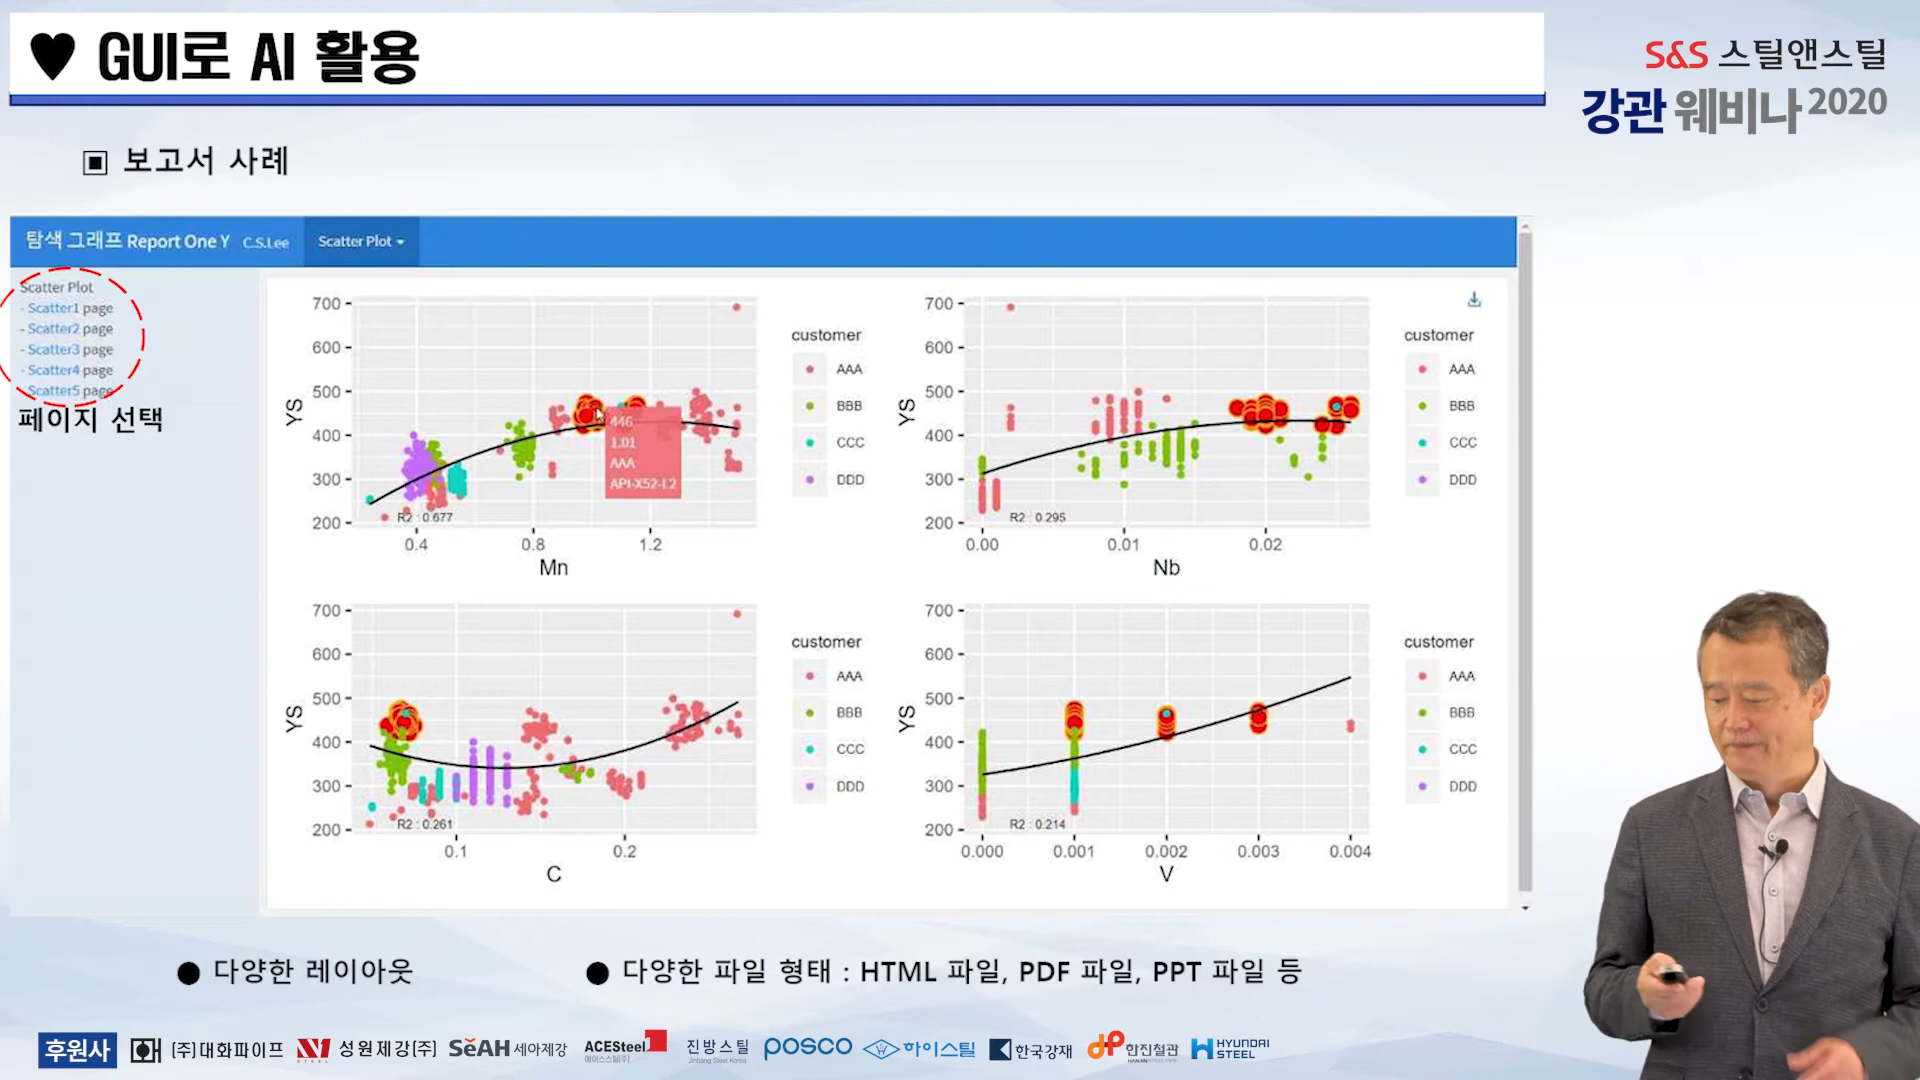 ♥ GUI로 AI 활용
S&S 스틸앤스틸
강관 웨비나 2020
▣ 보고서 사례
탐색 그래프 Report One Y C.S.Lee Scatter Plot
Scatter Plot
- Scatter1 page
- Scatter2 page
- Scatter3 page
- Scatter4 page
Scatter5 page
페이지 선택
700
600
500
400
300
200
YS
R2 : 0.677
0.4 0.8 1.2
Mn
446
1.01
AAA
API-X52-L2
customer
AAA
BBB
CCC
DDD
700
600
500
400
300
200
YS
R2 : 0.295
0.00 0.01 0.02
Nb
customer
AAA
BBB
CCC
DDD
700
600
500
400
300
200
YS
R2 : 0.261
0.1 0.2
C
customer
AAA
BBB
CCC
DDD
700
600
500
400
300
200
YS
R2 : 0.214
0.000 0.001 0.002 0.003 0.004
V
customer
AAA
BBB
CCC
DDD
● 다양한 레이아웃
● 다양한 파일 형태 : HTML 파일, PDF 파일, PPT 파일 등
후원사 (주)대화파이프 성원제강(주) SeAH 세아제강 ACESteel 에이스스틸(주) 진방스틸 Jinbang Steel Korea posco 하이스틸 한국강재 한진철관 HYUNDAI STEEL